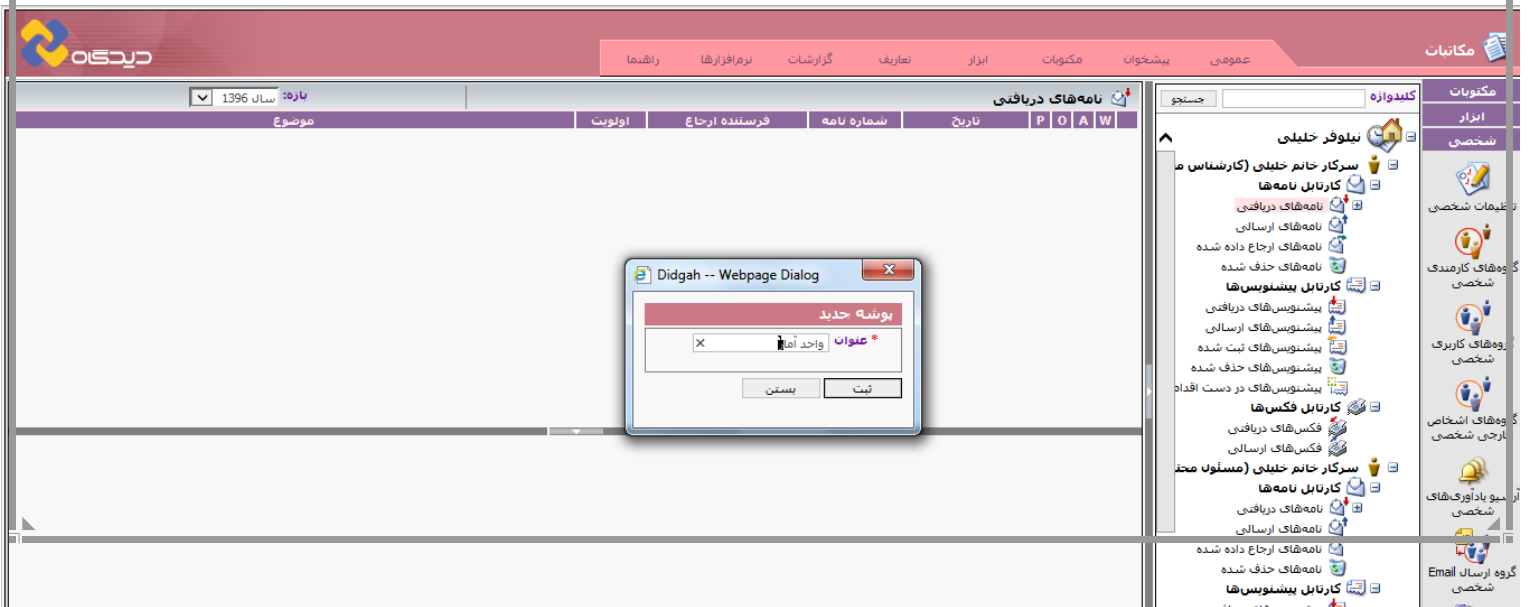 مکاتبات
دیدگاه
عمومی
پیشخوان
مکتوبات
ابزار
تعاریف
گزارشات
نرم‌افزارها
راهنما
مکتوبات
ابزار
شخصی
تنظیمات شخصی
گروه‌های کارمندی
شخصی
گروه‌های کاربری
شخصی
گروه‌های اشخاص
خارجی شخصی
آرشیو یادآوری‌های
شخصی
گروه ارسال Email
شخصی
کلیدواژه
جستجو
نیلوفر خلیلی
سرکار خانم خلیلی (کارشناس
کارتابل نامه‌ها
نامه‌های دریافتی
نامه‌های ارسالی
نامه‌های ارجاع داده شده
نامه‌های حذف شده
کارتابل پیشنویس‌ها
پیشنویس‌های دریافتی
پیشنویس‌های ارسالی
پیشنویس‌های ثبت شده
پیشنویس‌های حذف شده
پیشنویس‌های در دست اقدا
کارتابل فکس‌ها
فکس‌های دریافتی
فکس‌های ارسالی
سرکار خانم خلیلی (مسئول محت
کارتابل نامه‌ها
نامه‌های دریافتی
نامه‌های ارسالی
نامه‌های ارجاع داده شده
نامه‌های حذف شده
کارتابل پیشنویس‌ها
نامه‌های دریافتی
بازه: سال 1396
W A O P تاریخ شماره نامه فرستنده ارجاع اولویت موضوع
Didgah -- Webpage Dialog
پوشه جدید
* عنوان واحد آما
ثبت بستن